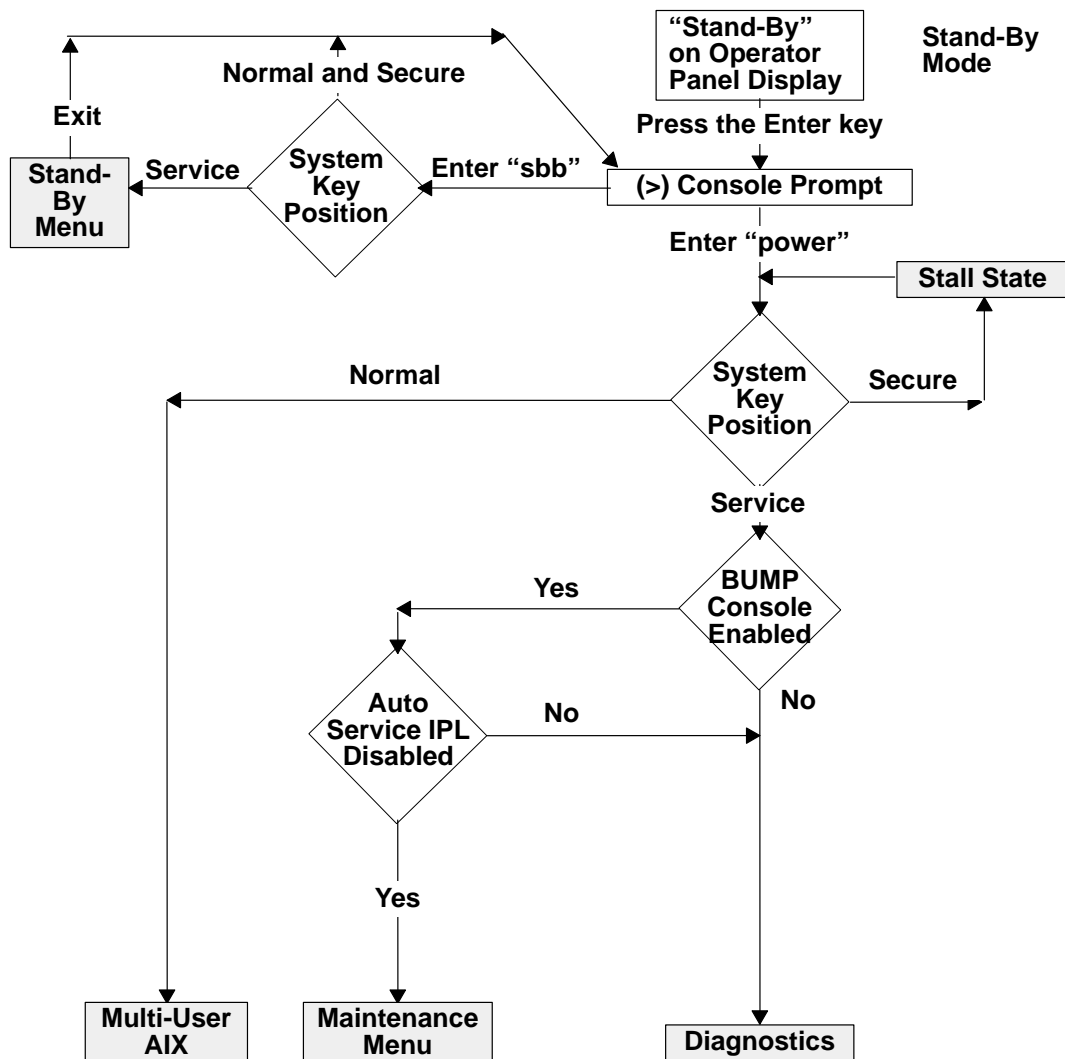 “Stand-By”
on Operator
Panel Display
Stand-By
Mode
Normal and Secure
Press the Enter key
Exit
Stand-
By
Menu
Service
System
Key
Position
Enter “sbb”
(>) Console Prompt
Enter “power”
Stall State
Normal
System
Key
Position
Secure
Service
Yes
BUMP
Console
Enabled
No
Auto
Service IPL
Disabled
No
Yes
Multi-User
AIX
Maintenance
Menu
Diagnostics